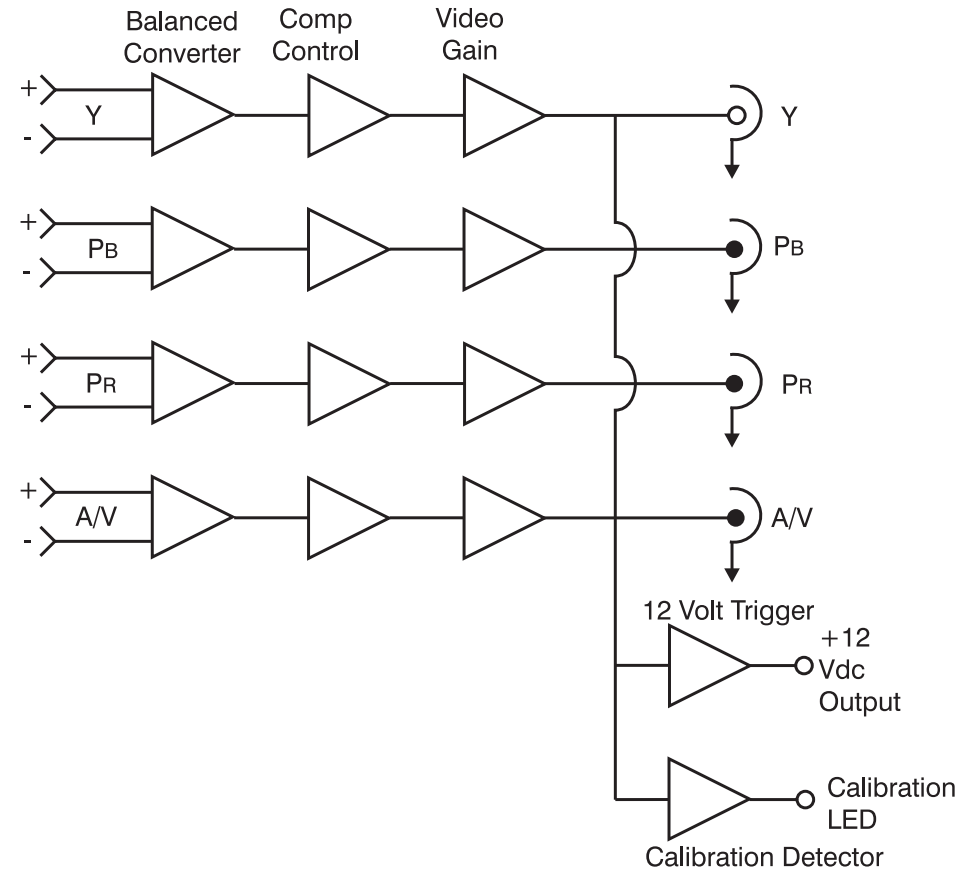 Balanced
Converter
Comp
Control
Video
Gain
+
Y
-
Y
+
PB
-
PB
+
PR
-
PR
+
A/V
-
A/V
12 Volt Trigger
+12
Vdc
Output
Calibration
LED
Calibration Detector